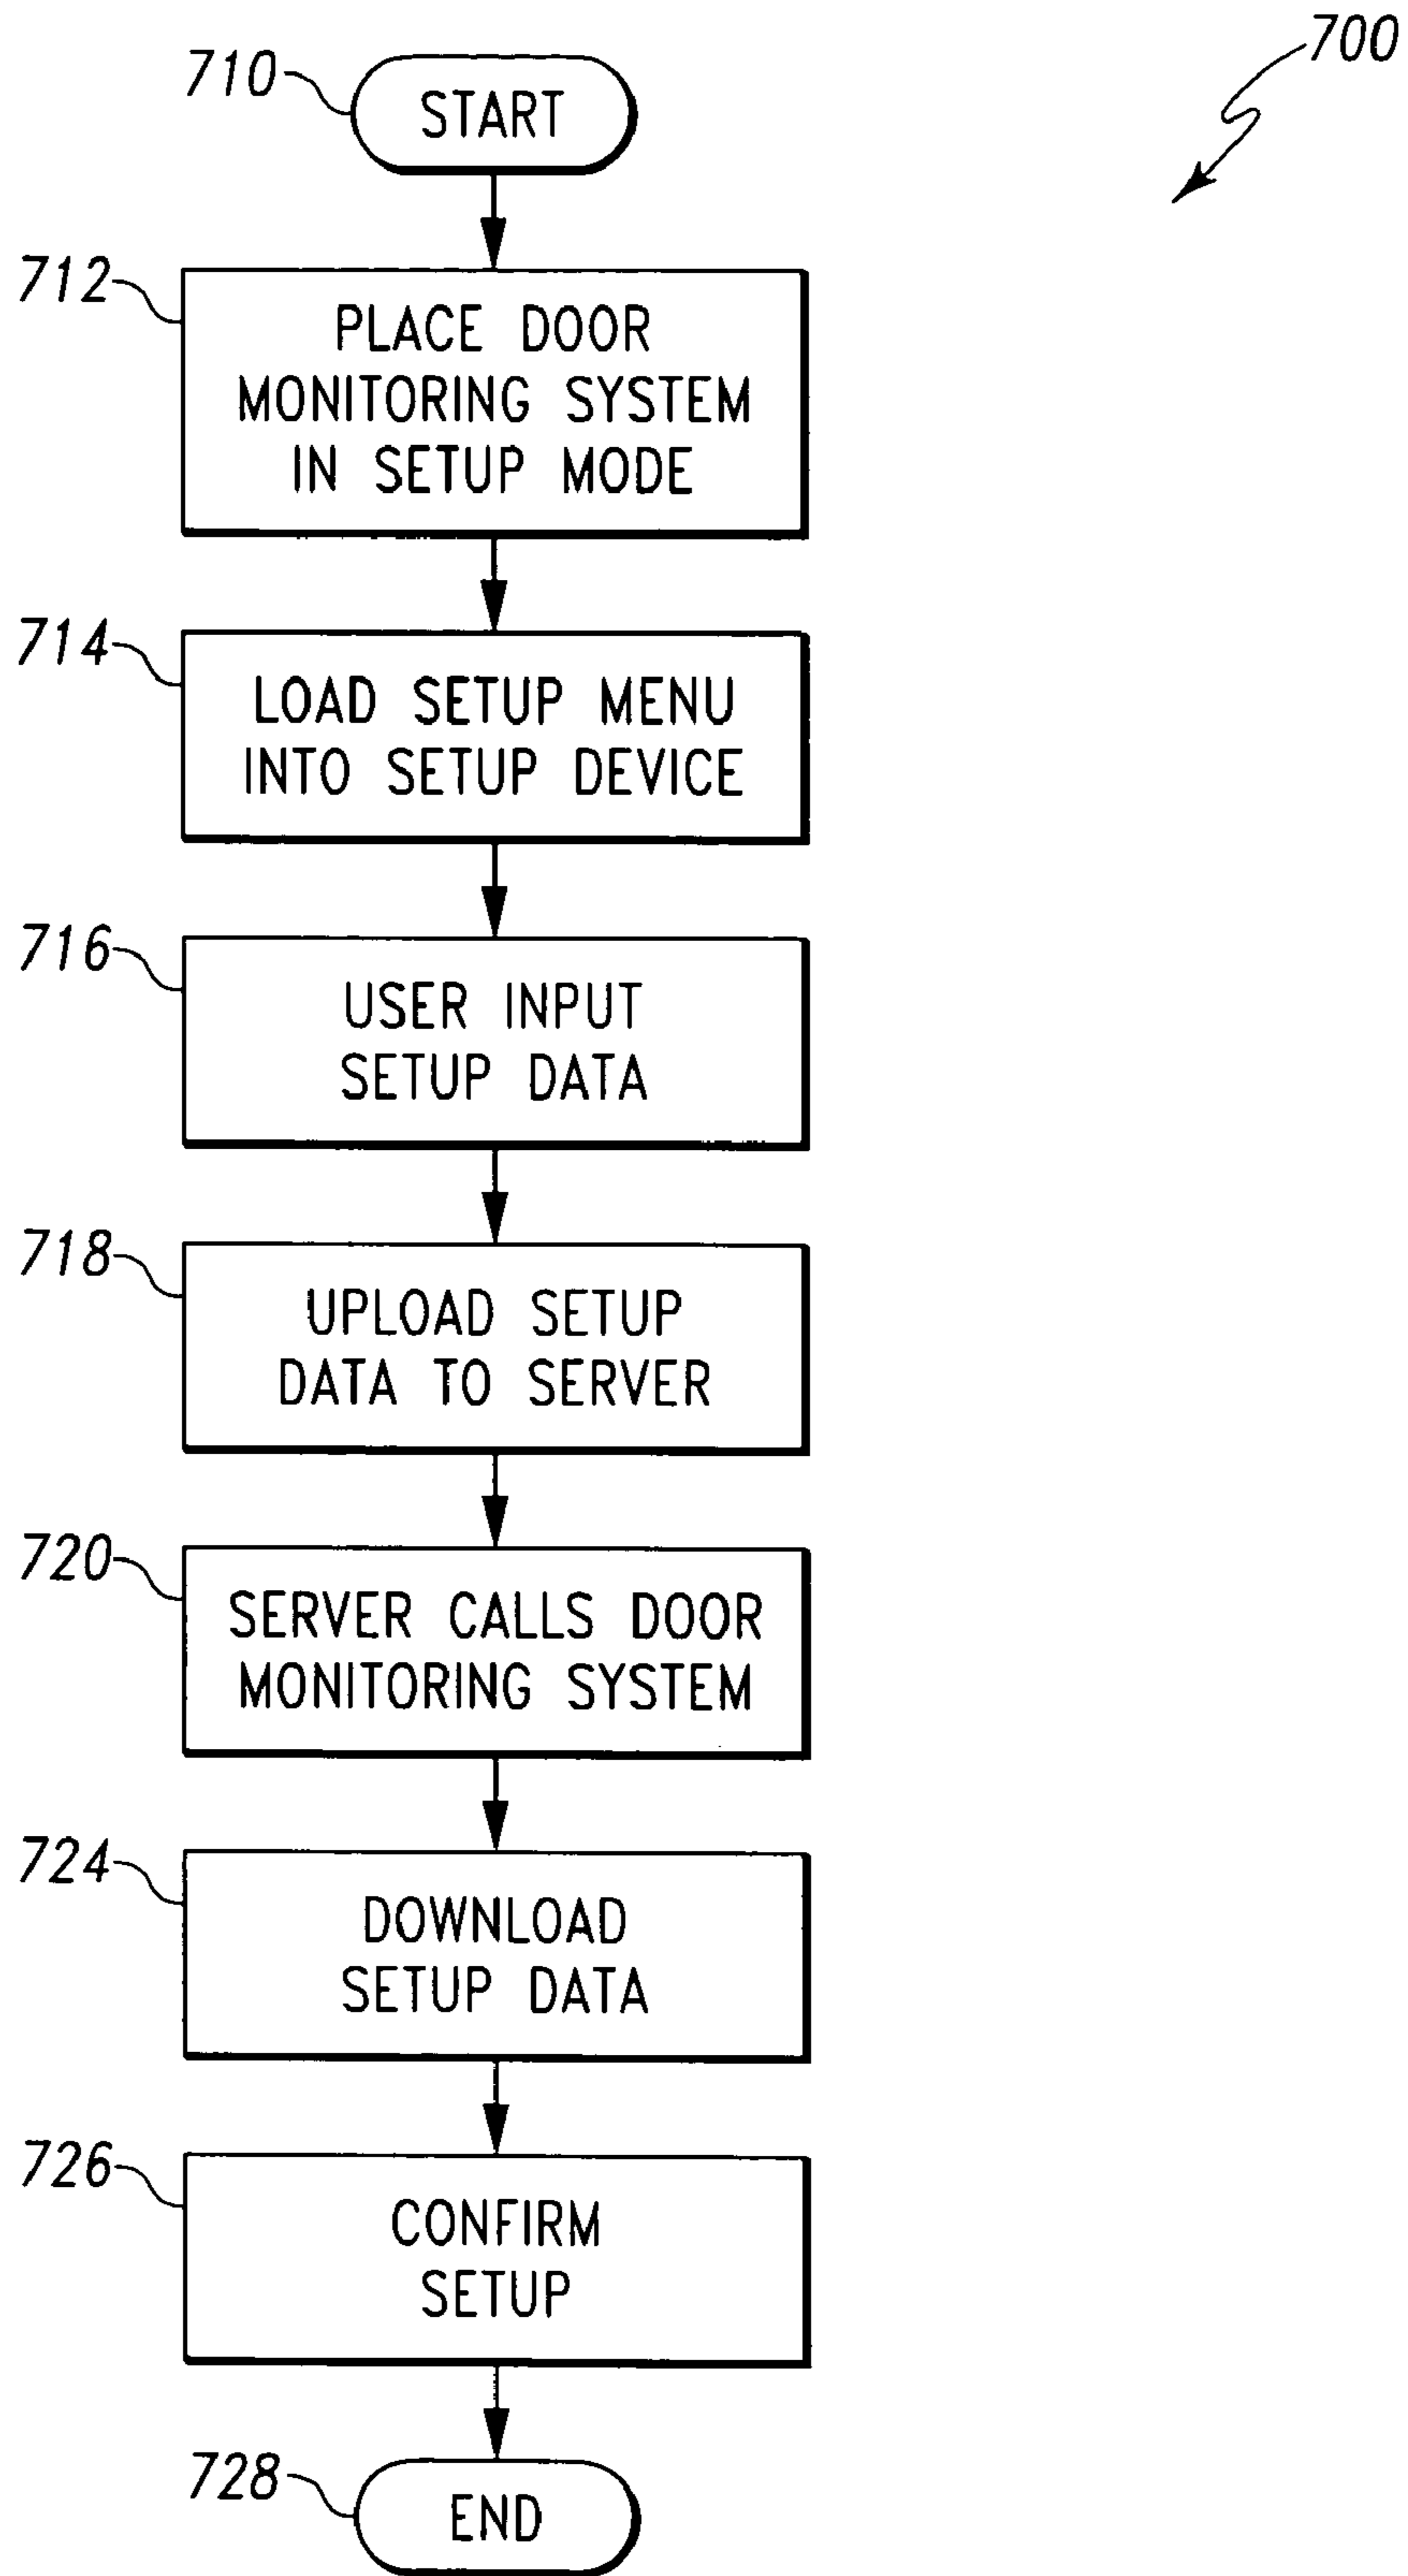 700
710
START
712
PLACE DOOR
MONITORING SYSTEM
IN SETUP MODE
714
LOAD SETUP MENU
INTO SETUP DEVICE
716
USER INPUT
SETUP DATA
718
UPLOAD SETUP
DATA TO SERVER
720
SERVER CALLS DOOR
MONITORING SYSTEM
724
DOWNLOAD
SETUP DATA
726
CONFIRM
SETUP
728
END